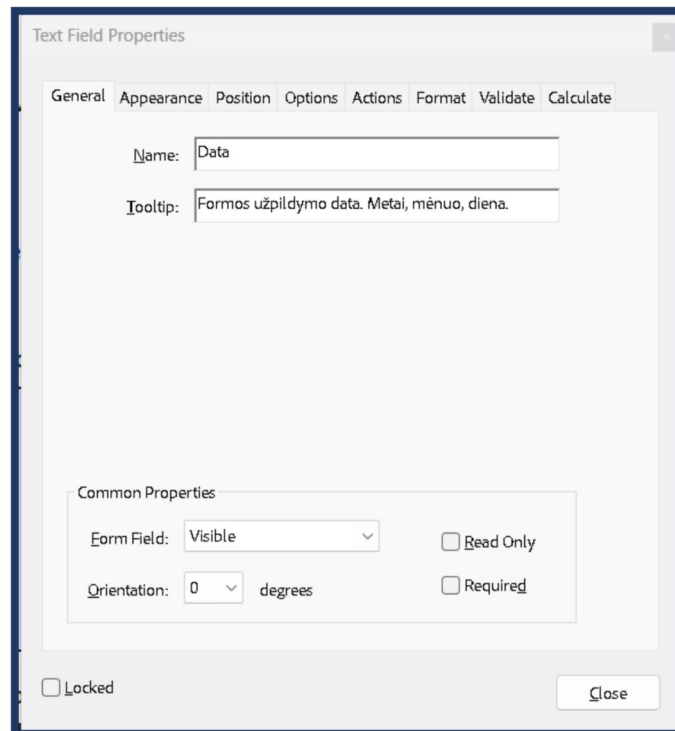 Text Field Properties
General Appearance Position Options Actions Format Validate Calculate
Name: Data
Tooltip: Formos užpildymo data. Metai, mėnuo, diena.
Common Properties
Form Field: Visible
Read Only
Orientation: 0 degrees
Required
Locked
Close